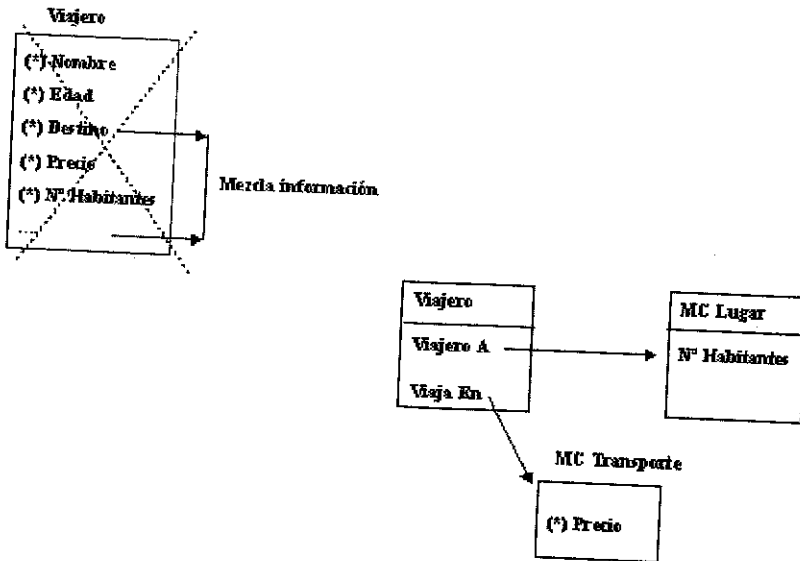 Viajero
(*) Nombre
(*) Edad
(*) Destino
(*) Precio
(*) Nº Habitantes
....
Mezcla información
Viajero
Viajero A
Viaja En
MC Lugar
Nº Habitantes
MC Transporte
(*) Precio